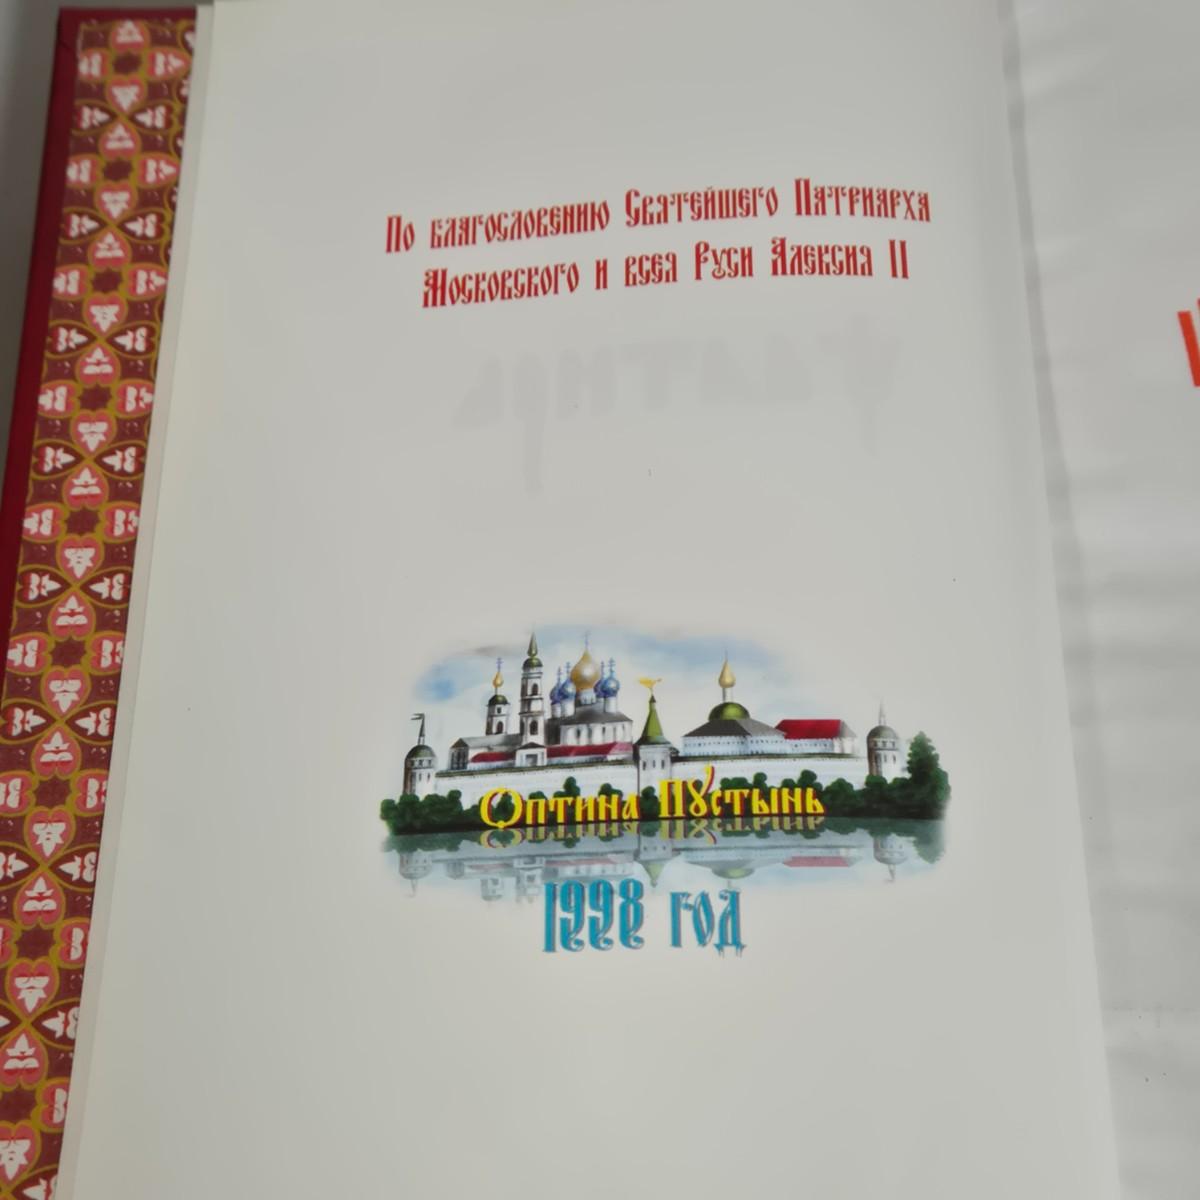 По благословению Святейшего Патриарха
Московского и всея Руси Алексия II
Оптина Пустынь
1998 год